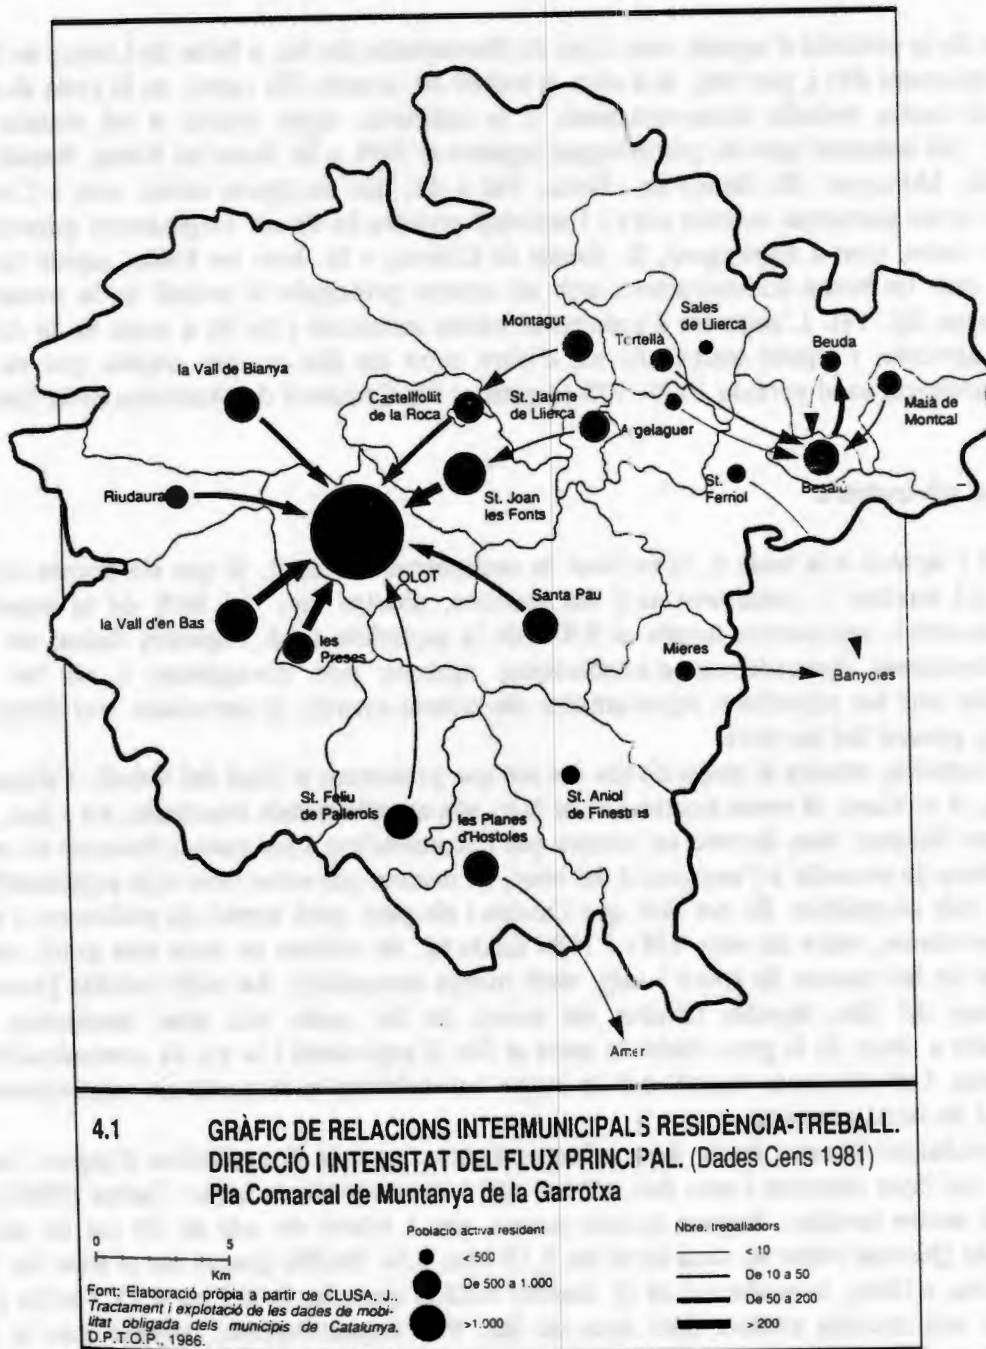 Montagut
Tortellà
Sales
de Llierca
Beuda
la Vall de Bianya
Castellfollit
de la Roca
St. Jaume
de Llierca
Argelaguer
Maià de
Montcal
Riudaura
St. Joan
les Fonts
St.
Ferriol
Besalú
OLOT
la Vall d'en Bas
les
Preses
Santa Pau
Mieres
Banyoles
St. Feliu
de Pallerols
les Planes
d'Hostoles
St. Aniol
de Finestres
Amer
4.1 GRÀFIC DE RELACIONS INTERMUNICIPALS RESIDÈNCIA-TREBALL.
DIRECCIÓ I INTENSITAT DEL FLUX PRINCIPAL. (Dades Cens 1981)
Pla Comarcal de Muntanya de la Garrotxa
0 5
Km
Font: Elaboració pròpia a partir de CLUSA, J..
Tractament i explotació de les dades de mobi-
litat obligada dels municipis de Catalunya.
D.P.T.O.P., 1986.
Població activa resident
< 500
De 500 a 1.000
>1.000
Nbre. treballadors
< 10
De 10 a 50
De 50 a 200
> 200